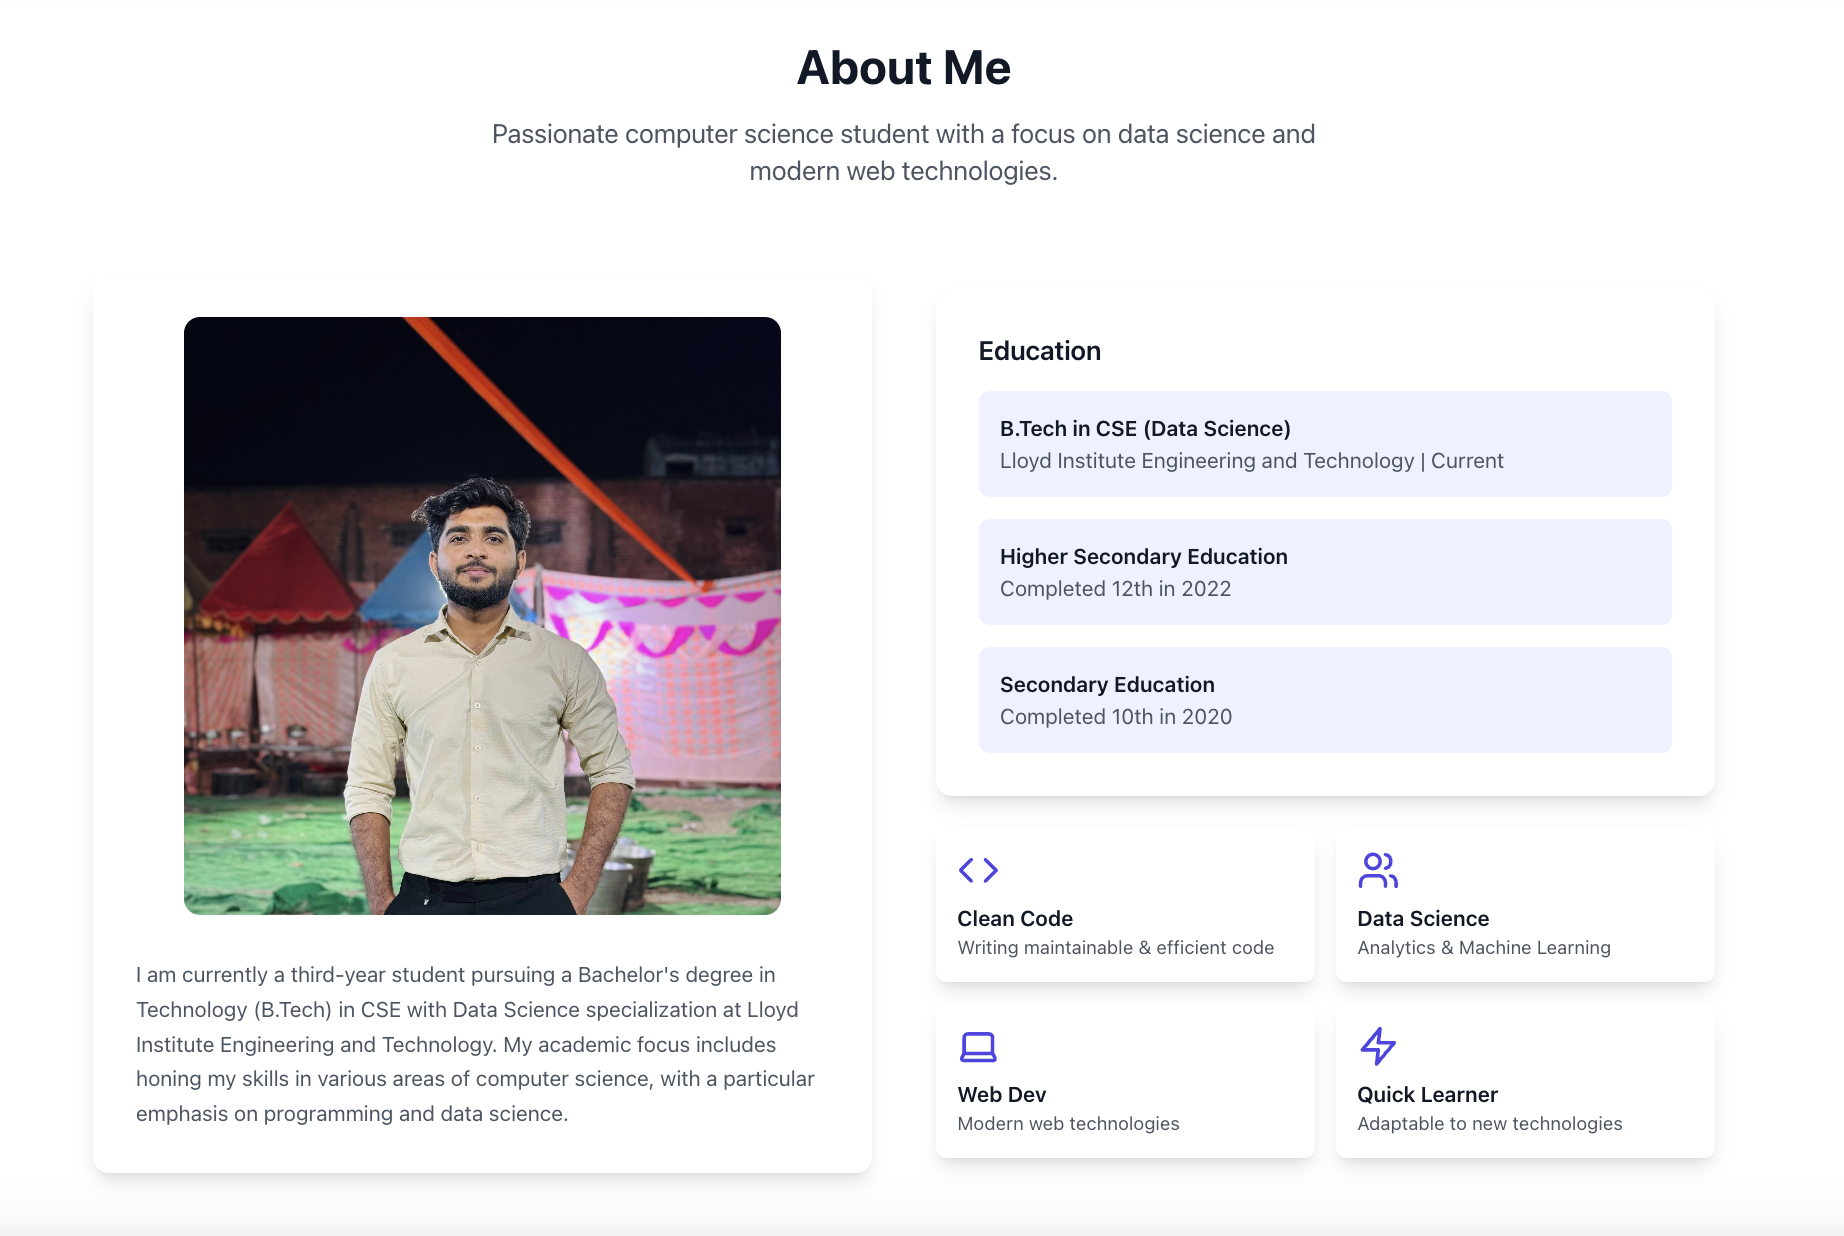 About Me
Passionate computer science student with a focus on data science and
modern web technologies.
I am currently a third-year student pursuing a Bachelor's degree in
Technology (B.Tech) in CSE with Data Science specialization at Lloyd
Institute Engineering and Technology. My academic focus includes
honing my skills in various areas of computer science, with a particular
emphasis on programming and data science.
Education
B.Tech in CSE (Data Science)
Lloyd Institute Engineering and Technology | Current
Higher Secondary Education
Completed 12th in 2022
Secondary Education
Completed 10th in 2020
Clean Code
Writing maintainable & efficient code
Data Science
Analytics & Machine Learning
Web Dev
Modern web technologies
Quick Learner
Adaptable to new technologies